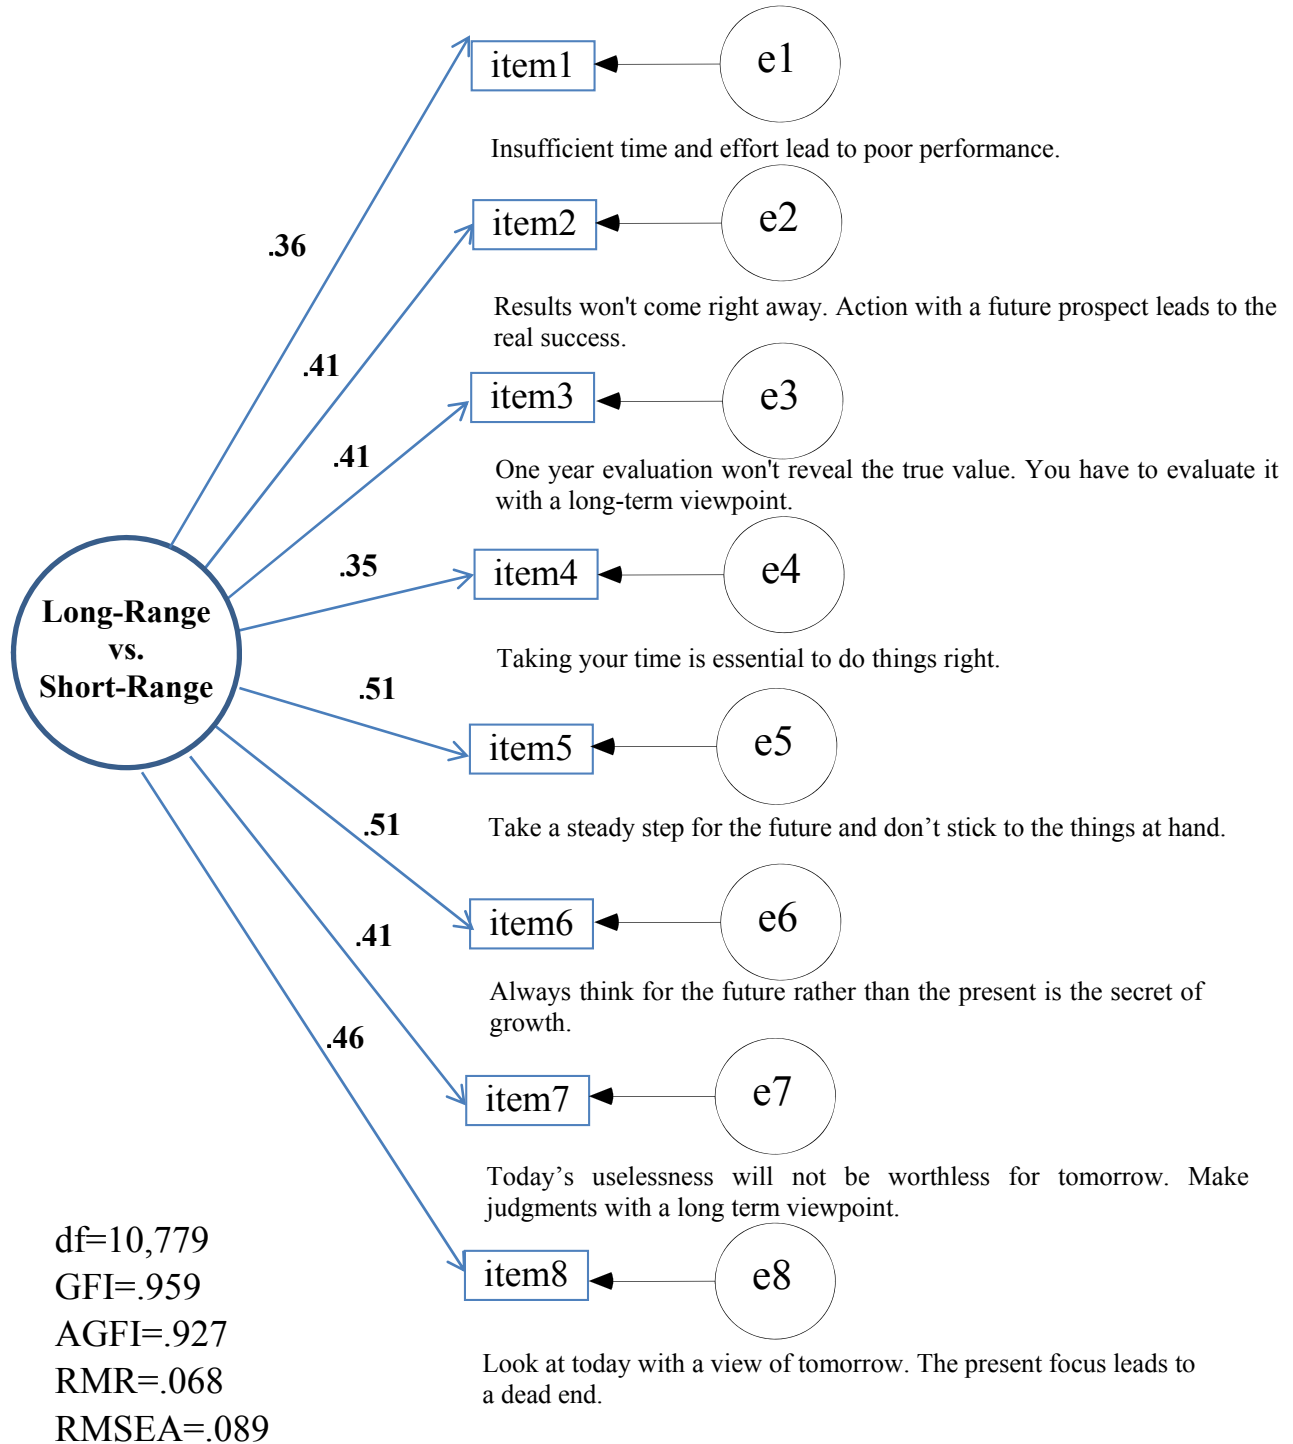 item1
e1
Insufficient time and effort lead to poor performance.
.36
item2
e2
Results won't come right away. Action with a future prospect leads to the
real success.
.41
item3
e3
.41
One year evaluation won't reveal the true value. You have to evaluate it
with a long-term viewpoint.
.35
item4
e4
Long-Range
vs.
Short-Range
Taking your time is essential to do things right.
.51
item5
e5
Take a steady step for the future and don’t stick to the things at hand.
.51
item6
e6
.41
Always think for the future rather than the present is the secret of
growth.
.46
item7
e7
Today’s uselessness will not be worthless for tomorrow. Make
judgments with a long term viewpoint.
item8
e8
Look at today with a view of tomorrow. The present focus leads to
a dead end.
df=10,779
GFI=.959
AGFI=.927
RMR=.068
RMSEA=.089